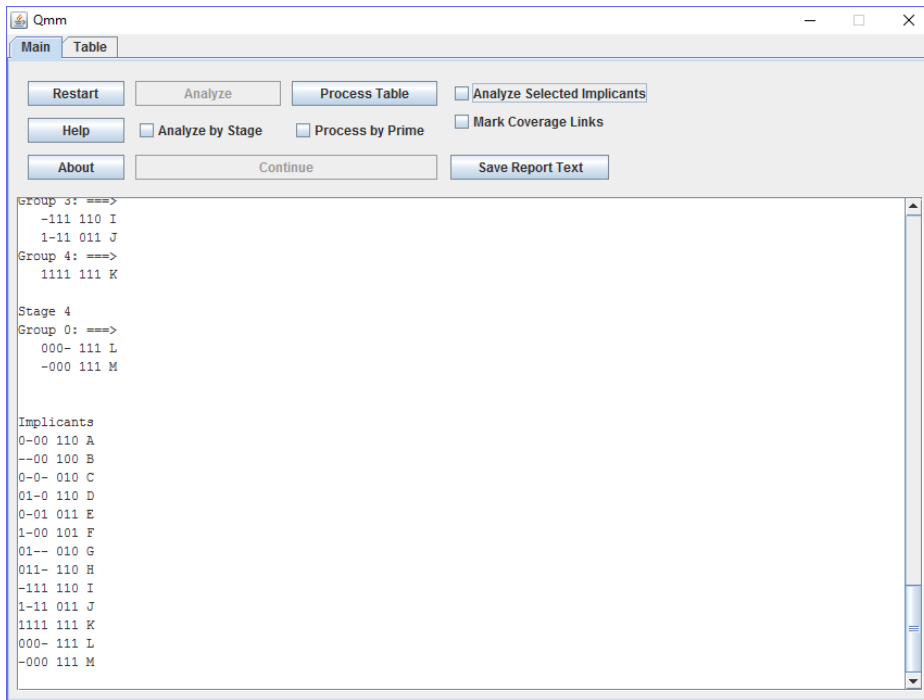 Qmm
Main Table
Restart Analyze Process Table Analyze Selected Implicants
Help Analyze by Stage Process by Prime Mark Coverage Links
About Continue Save Report Text
Group 3: ===>
-111 110 I
1-11 011 J
Group 4: ===>
1111 111 K
Stage 4
Group 0: ===>
000- 111 L
-000 111 M
Implicants
0-00 110 A
--00 100 B
0-0- 010 C
01-0 110 D
0-01 011 E
1-00 101 F
01-- 010 G
011- 110 H
-111 110 I
1-11 011 J
1111 111 K
000- 111 L
-000 111 M